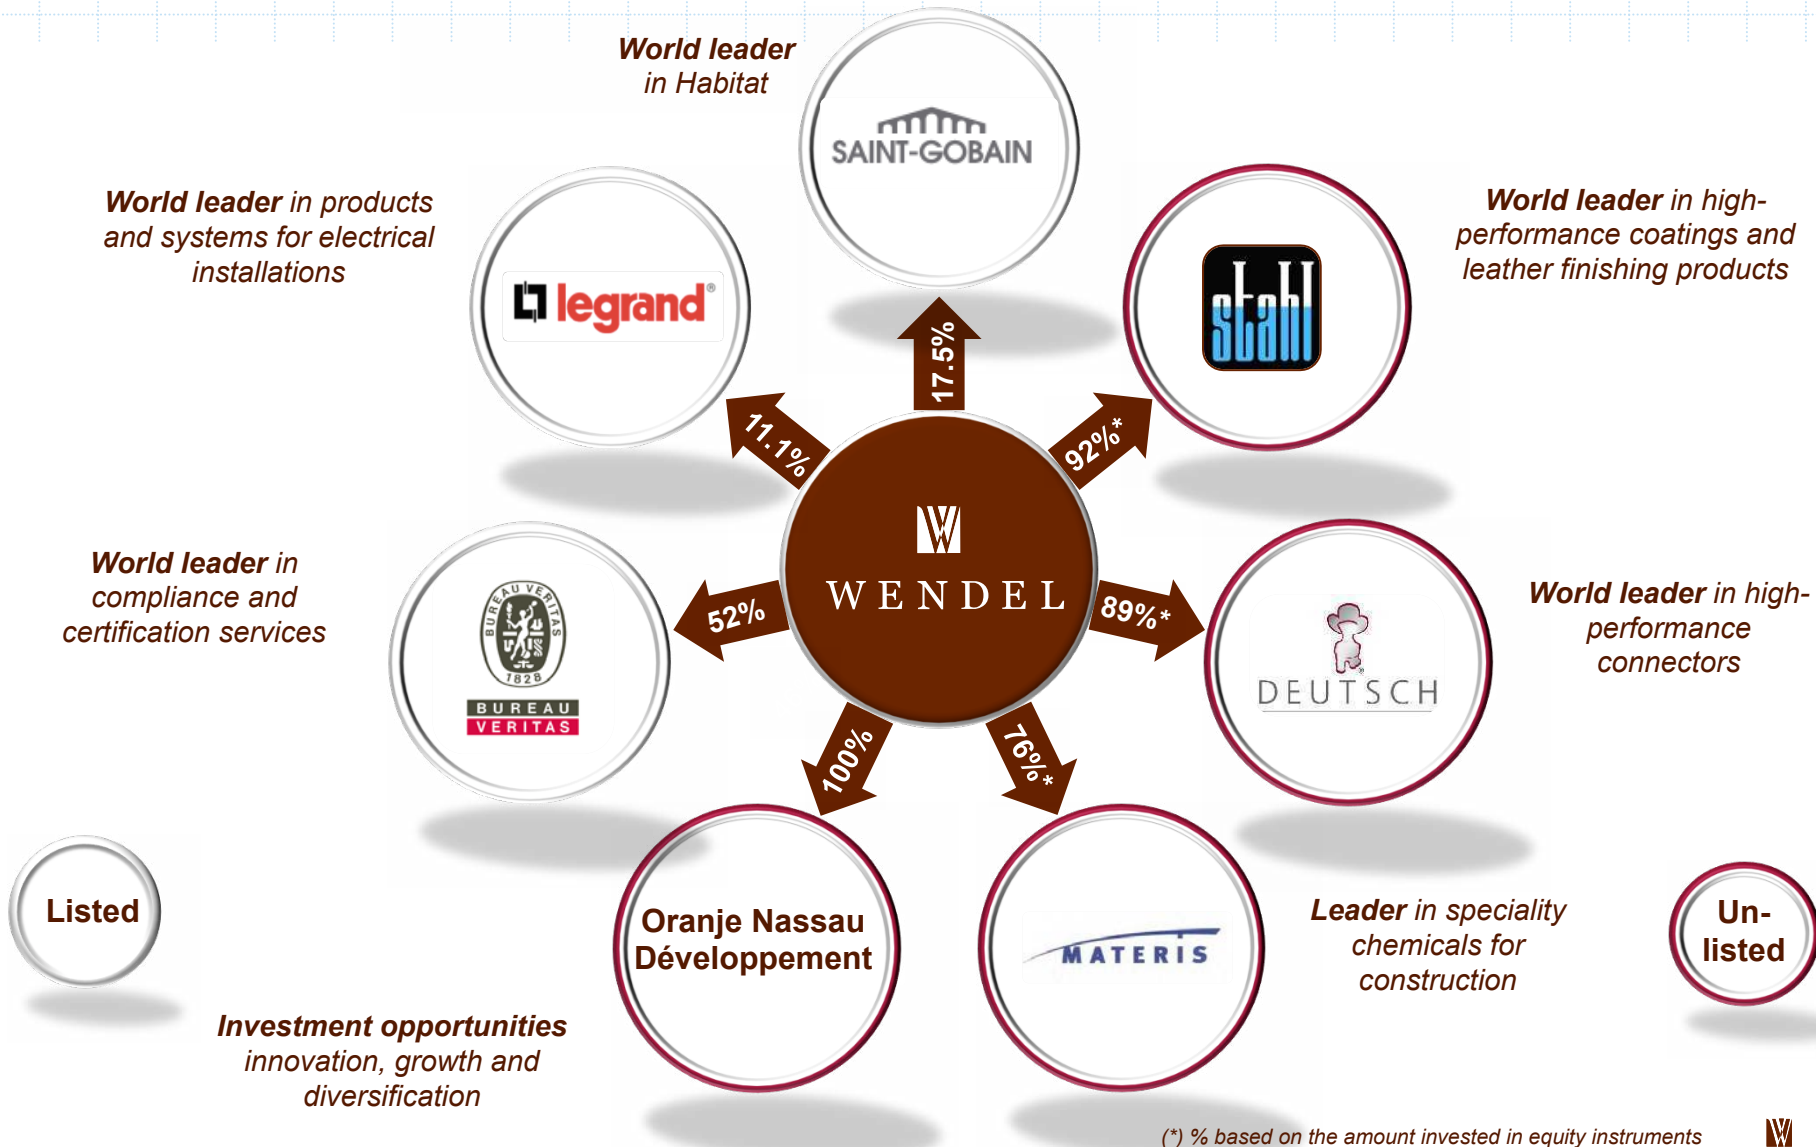 World leader
in Habitat
SAINT-GOBAIN
World leader in products
and systems for electrical
installations
legrand®
World leader in high-
performance coatings and
leather finishing products
stahl
17.5%
11.1%
92%*
W
WENDEL
World leader in
compliance and
certification services
BUREAU VERITAS
1828
BUREAU
VERITAS
52%
89%*
DEUTSCH
®
World leader in high-
performance
connectors
100%
76%*
Listed
Oranje Nassau
Développement
MATERIS
Leader in speciality
chemicals for
construction
Un-
listed
Investment opportunities
innovation, growth and
diversification
(*) % based on the amount invested in equity instruments
W